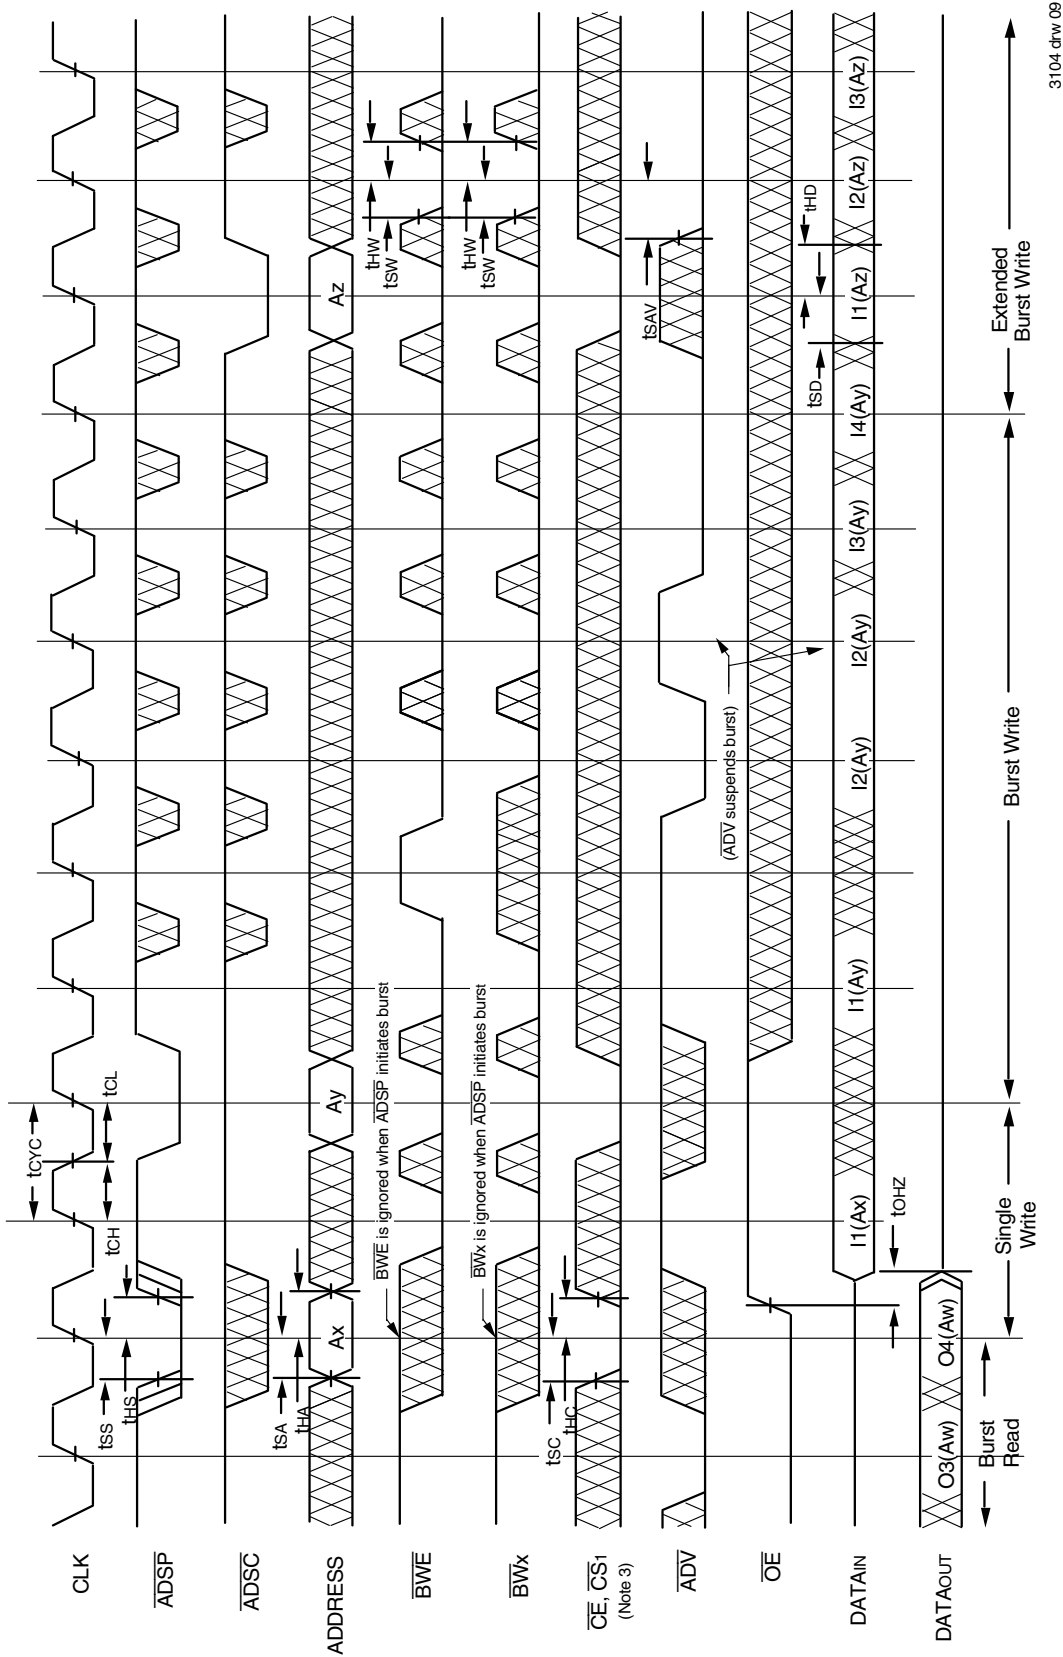 CLK
tCYC
tCH
tCL
ADSP
tSS
tHS
ADSC
ADDRESS
tSA
tHA
Ax
Ay
Az
BWE
BWE is ignored when ADSP initiates burst
tHW
tSW
BWx
BWx is ignored when ADSP initiates burst
tHW
tSW
CE, CS1
(Note 3)
tSC
tHC
ADV
tSAV
(ADV suspends burst)
OE
DATAIN
I1(Ax)
I1(Ay)
I2(Ay)
I2(Ay)
I3(Ay)
I4(Ay)
I1(Az)
I2(Az)
I3(Az)
tSD
tHD
tOHZ
DATAOUT
O3(Aw)
O4(Aw)
Burst
Read
Single
Write
Burst Write
Extended
Burst Write
3104 drw 09